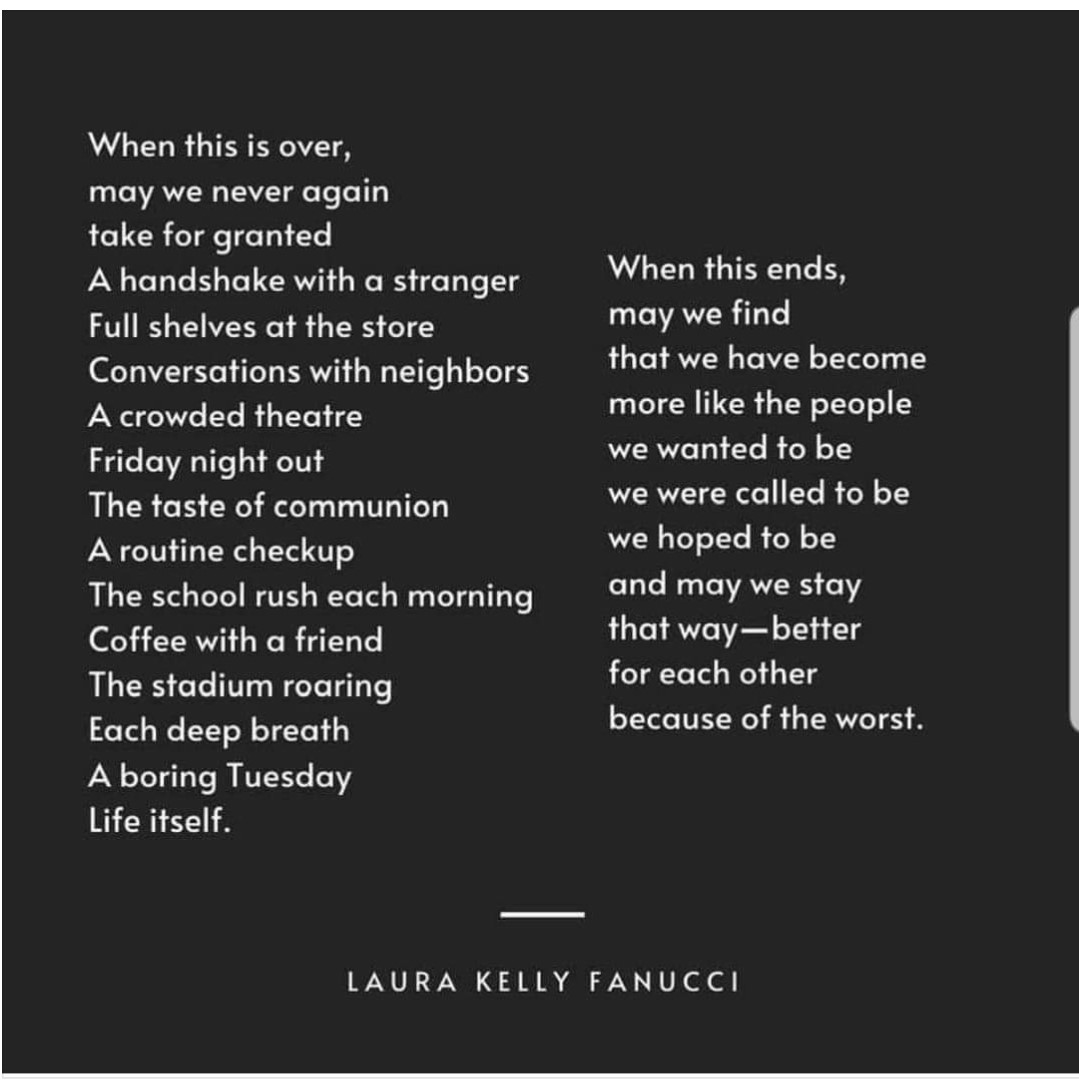 When this is over,
may we never again
take for granted
A handshake with a stranger
Full shelves at the store
Conversations with neighbors
A crowded theatre
Friday night out
The taste of communion
A routine checkup
The school rush each morning
Coffee with a friend
The stadium roaring
Each deep breath
A boring Tuesday
Life itself.
When this ends,
may we find
that we have become
more like the people
we wanted to be
we were called to be
we hoped to be
and may we stay
that way—better
for each other
because of the worst.
LAURA KELLY FANUCCI